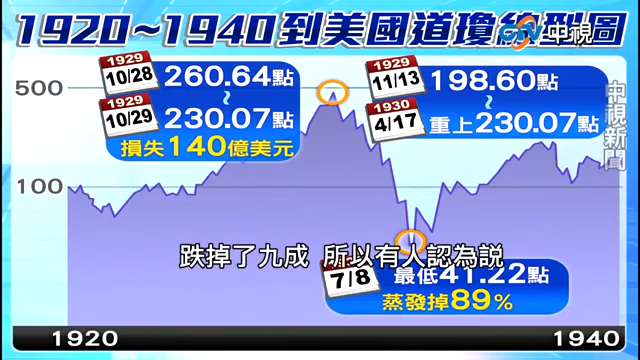 1920~1940到美國道瓊線型圖
中視
中視新聞
500
100
1929
10/28
260.64點
~
1929
10/29
230.07點
損失140億美元
1929
11/13
198.60點
~
1930
4/17
重上230.07點
跌掉了九成 所以有人認為說
7/8
最低41.22點
蒸發掉89%
1920
1940